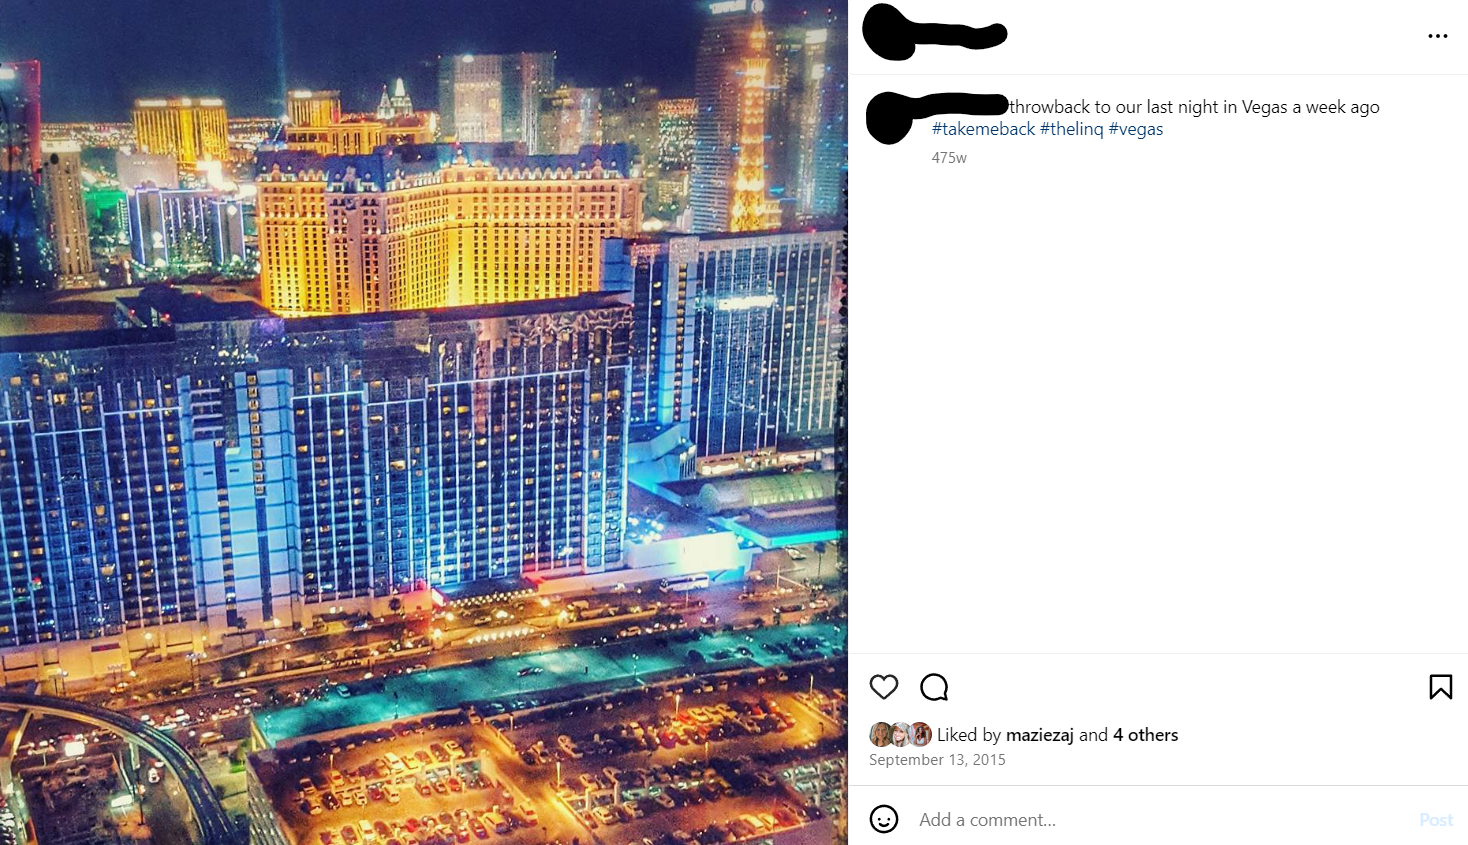 throwback to our last night in Vegas a week ago
#takemeback #thelinq #vegas
475w
Liked by maziezaj and 4 others
September 13, 2015
Add a comment...
Post